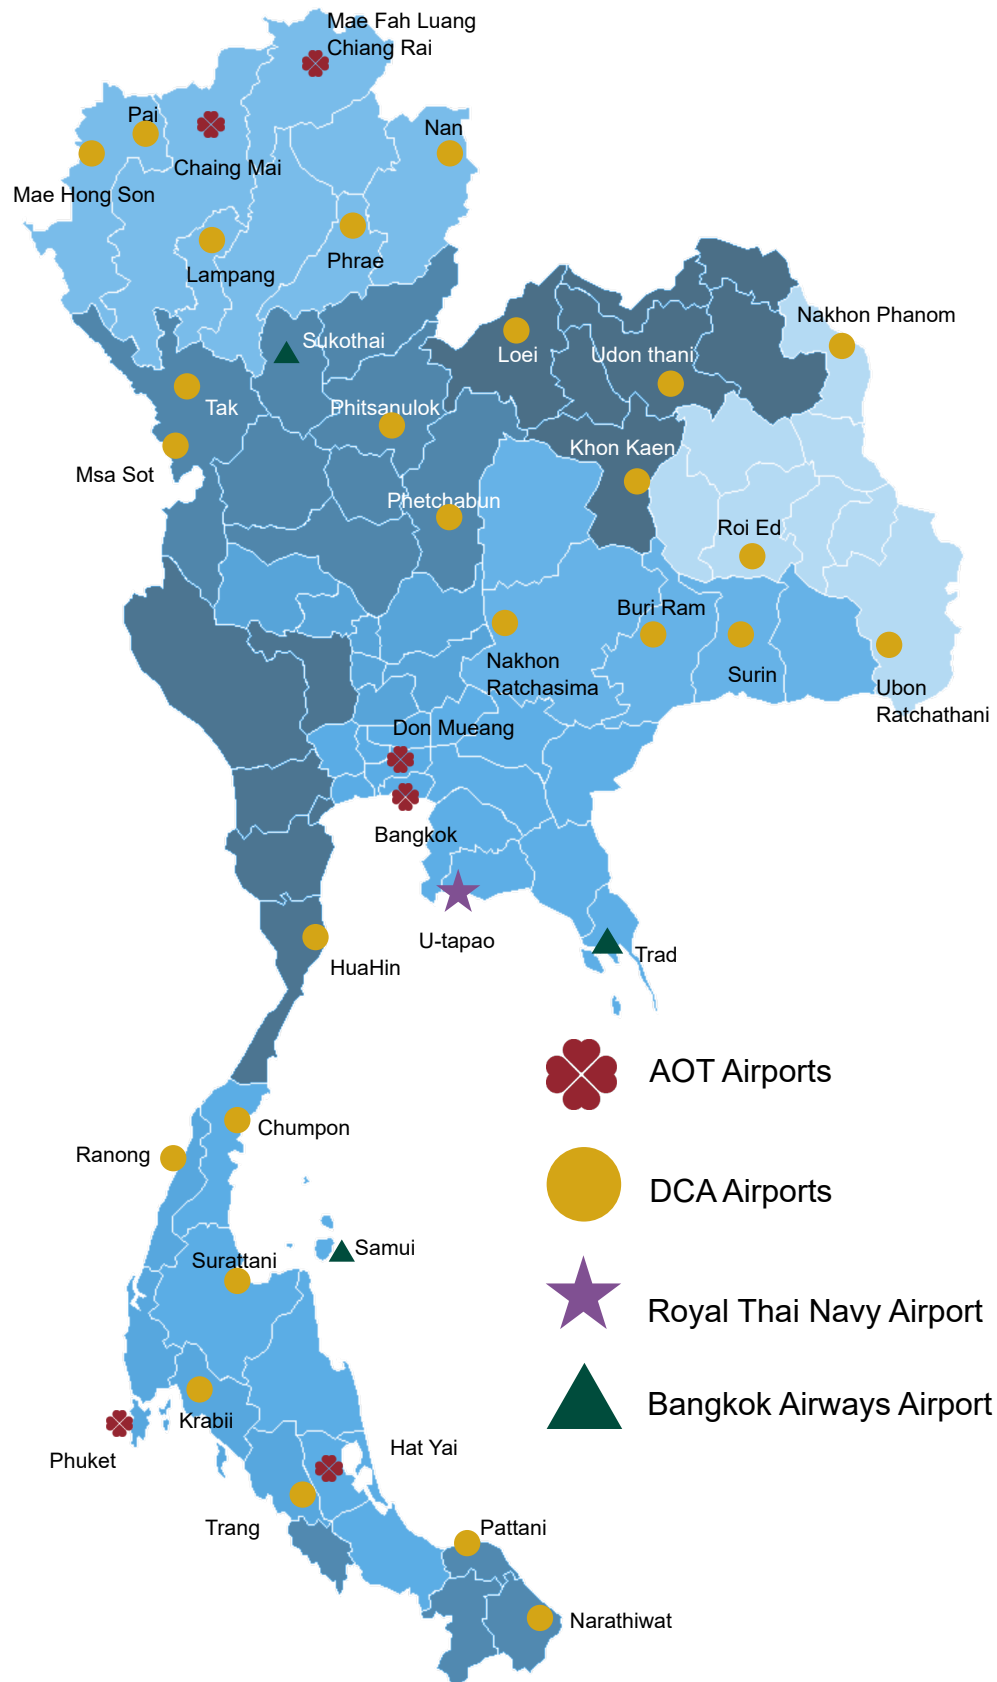 Mae Fah Luang
Chiang Rai
Pai
Nan
Chaing Mai
Mae Hong Son
Phrae
Lampang
Nakhon Phanom
Sukothai
Loei
Udon thani
Tak
Phitsanulok
Khon Kaen
Msa Sot
Phetchabun
Roi Ed
Buri Ram
Nakhon
Ratchasima
Surin
Ubon
Ratchathani
Don Mueang
Bangkok
U-tapao
Trad
HuaHin
AOT Airports
Chumpon
Ranong
DCA Airports
Samui
Surattani
Royal Thai Navy Airport
Bangkok Airways Airport
Krabii
Hat Yai
Phuket
Trang
Pattani
Narathiwat